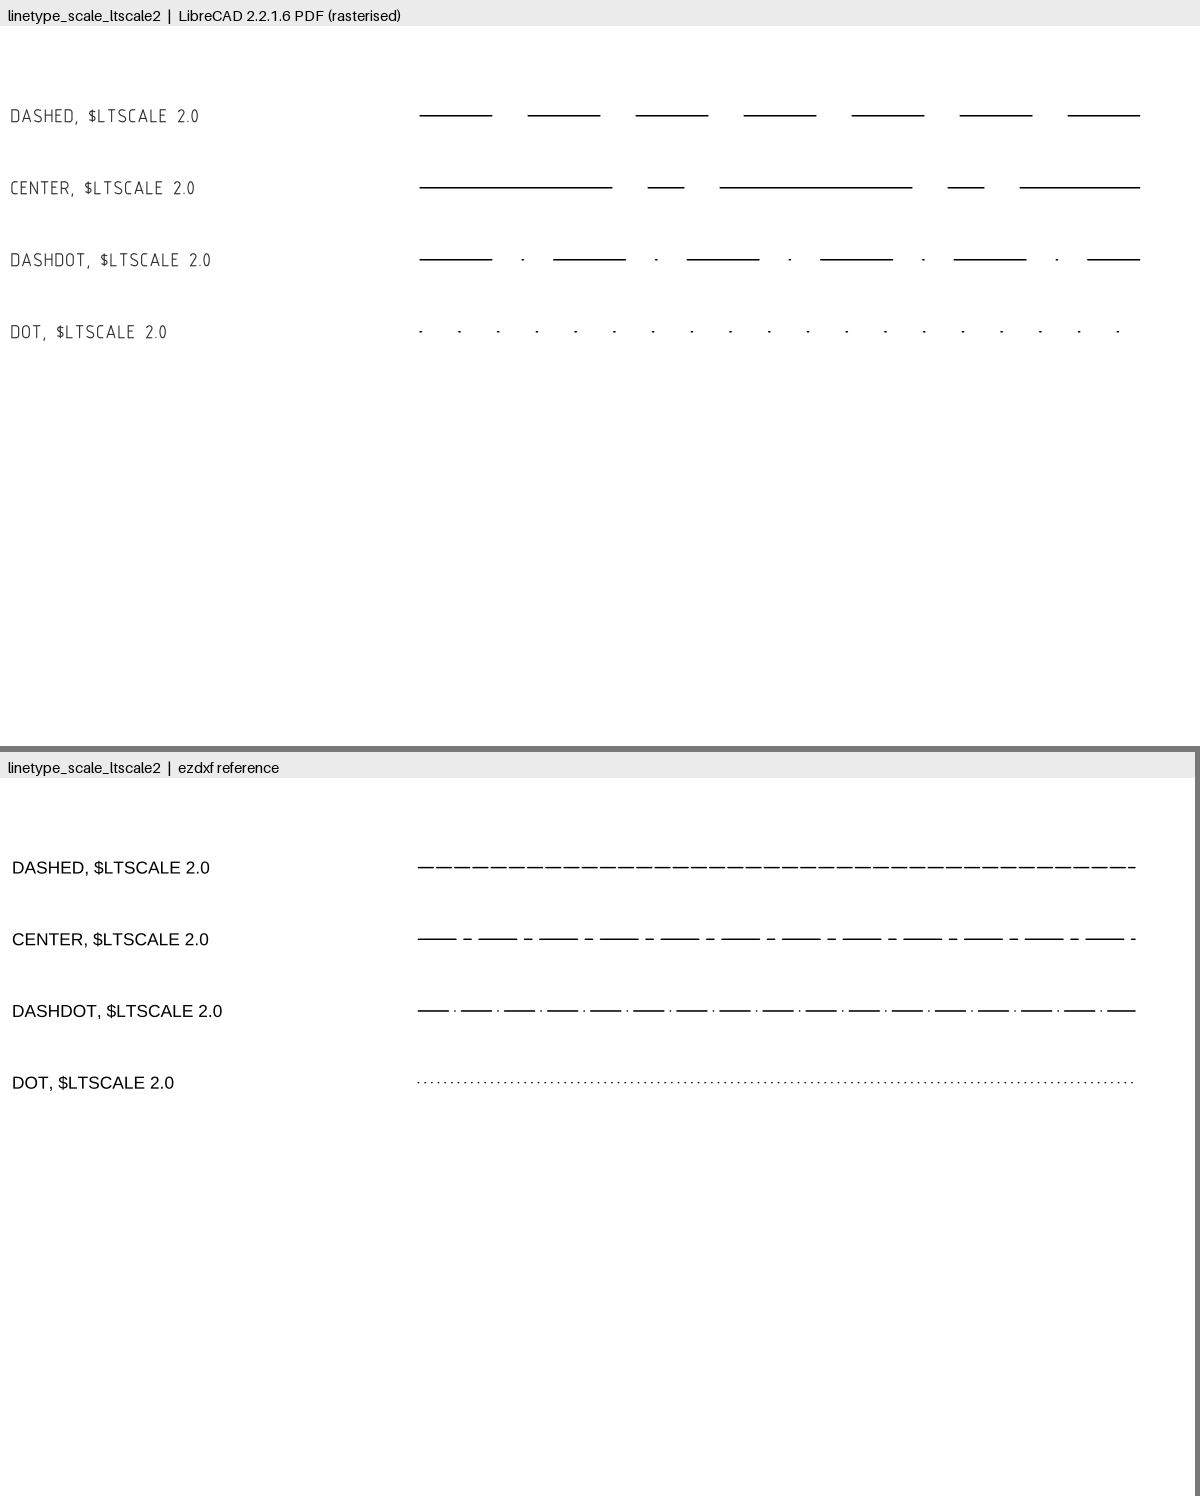 linetype_scale_ltscale2 | LibreCAD 2.2.1.6 PDF (rasterised)
DASHED, $LTSCALE 2.0
CENTER, $LTSCALE 2.0
DASHDOT, $LTSCALE 2.0
DOT, $LTSCALE 2.0
linetype_scale_ltscale2 | ezdxf reference
DASHED, $LTSCALE 2.0
CENTER, $LTSCALE 2.0
DASHDOT, $LTSCALE 2.0
DOT, $LTSCALE 2.0